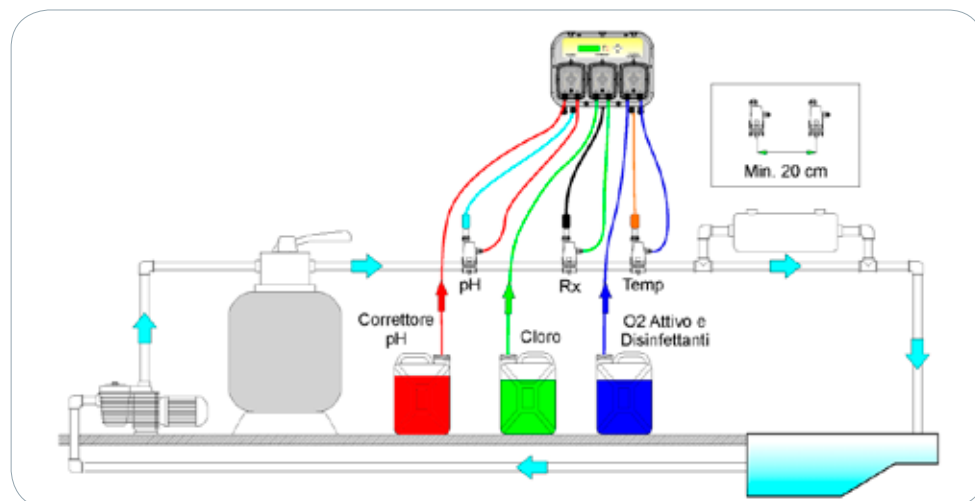 Min. 20 cm
pH
Rx
Temp
Correttore
pH
Cloro
O2 Attivo e
Disinfettanti